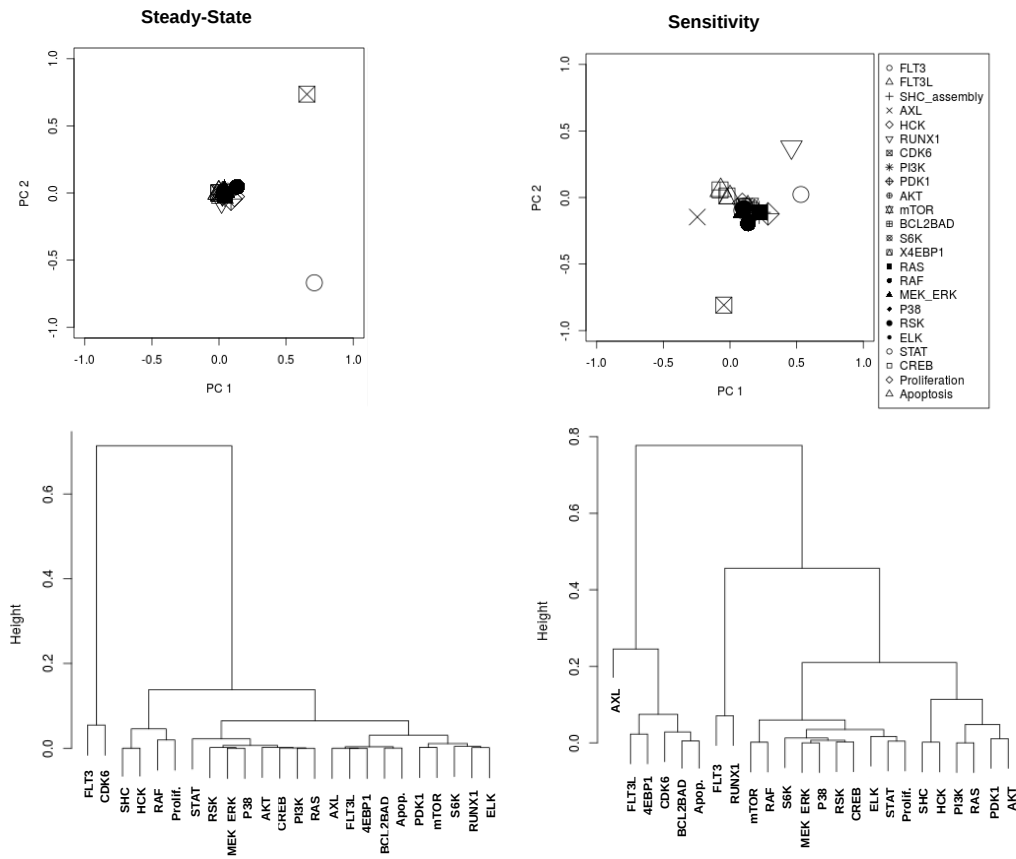 Steady-State
Sensitivity
PC 2
1.0
0.5
0.0
-0.5
-1.0
-1.0 -0.5 0.0 0.5 1.0
PC 1
PC 2
1.0
0.5
0.0
-0.5
-1.0
-1.0 -0.5 0.0 0.5 1.0
PC 1
FLT3
FLT3L
SHC_assembly
AXL
HCK
RUNX1
CDK6
PI3K
PDK1
AKT
mTOR
BCL2BAD
S6K
X4EBP1
RAS
RAF
MEK_ERK
P38
RSK
ELK
STAT
CREB
Proliferation
Apoptosis
Height
0.6
0.4
0.2
0.0
FLT3
CDK6
SHC
HCK
RAF
Prolif.
STAT
RSK
MEK_ERK
P38
AKT
CREB
PI3K
RAS
AXL
FLT3L
4EBP1
BCL2BAD
Apop.
PDK1
mTOR
S6K
RUNX1
ELK
Height
0.8
0.6
0.4
0.2
0.0
AXL
FLT3L
4EBP1
CDK6
BCL2BAD
Apop.
FLT3
RUNX1
mTOR
RAF
S6K
MEK_ERK
P38
RSK
CREB
ELK
STAT
Prolif.
SHC
HCK
PI3K
RAS
PDK1
AKT